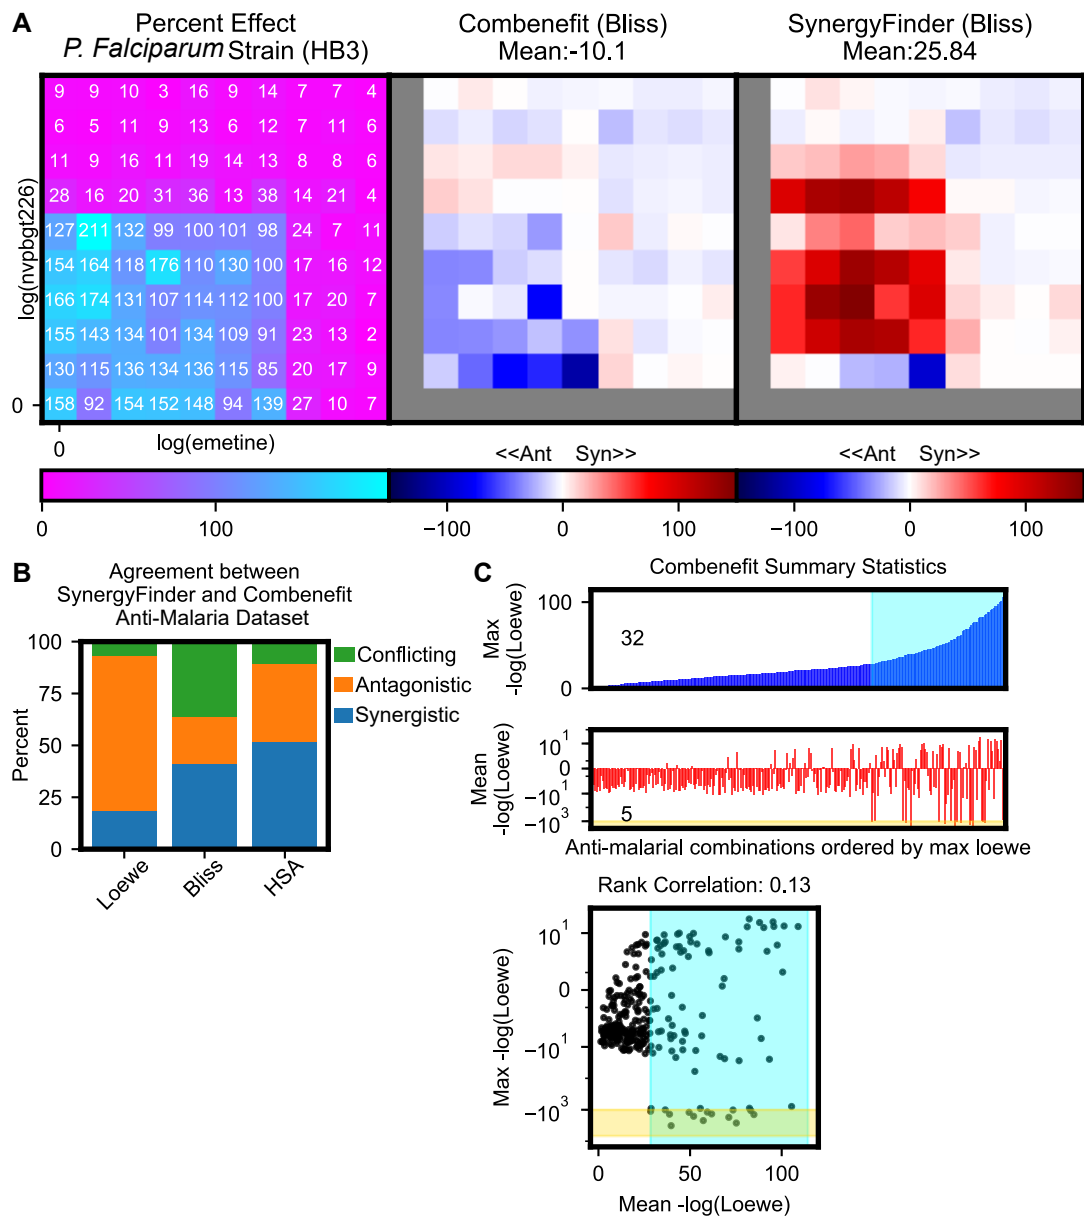 A
Percent Effect
P. Falciparum Strain (HB3)
Combenefit (Bliss)
Mean:-10.1
SynergyFinder (Bliss)
Mean:25.84
log(nvpbgt226)
9 9 10 3 16 9 14 7 7 4
6 5 11 9 13 6 12 7 11 6
11 9 16 11 19 14 13 8 8 6
28 16 20 31 36 13 38 14 21 4
127 211 132 99 100 101 98 24 7 11
154 164 118 176 110 130 100 17 16 12
166 174 131 107 114 112 100 17 20 7
155 143 134 101 134 109 91 23 13 2
130 115 136 134 136 115 85 20 17 9
0 158 92 154 152 148 94 139 27 10 7
0
log(emetine)
<<Ant Syn>>
<<Ant Syn>>
0 100
−100 0 100
−100 0 100
B
Agreement between
SynergyFinder and Combenefit
Anti-Malaria Dataset
Percent
100
75
50
25
0
Conflicting
Antagonistic
Synergistic
Loewe
Bliss
HSA
C
Combenefit Summary Statistics
Max
-log(Loewe)
100
0
32
Mean
-log(Loewe)
10^1
0
−10^1
−10^3
5
Anti-malarial combinations ordered by max loewe
Rank Correlation: 0.13
Max -log(Loewe)
10^1
0
−10^1
−10^3
0 50 100
Mean -log(Loewe)